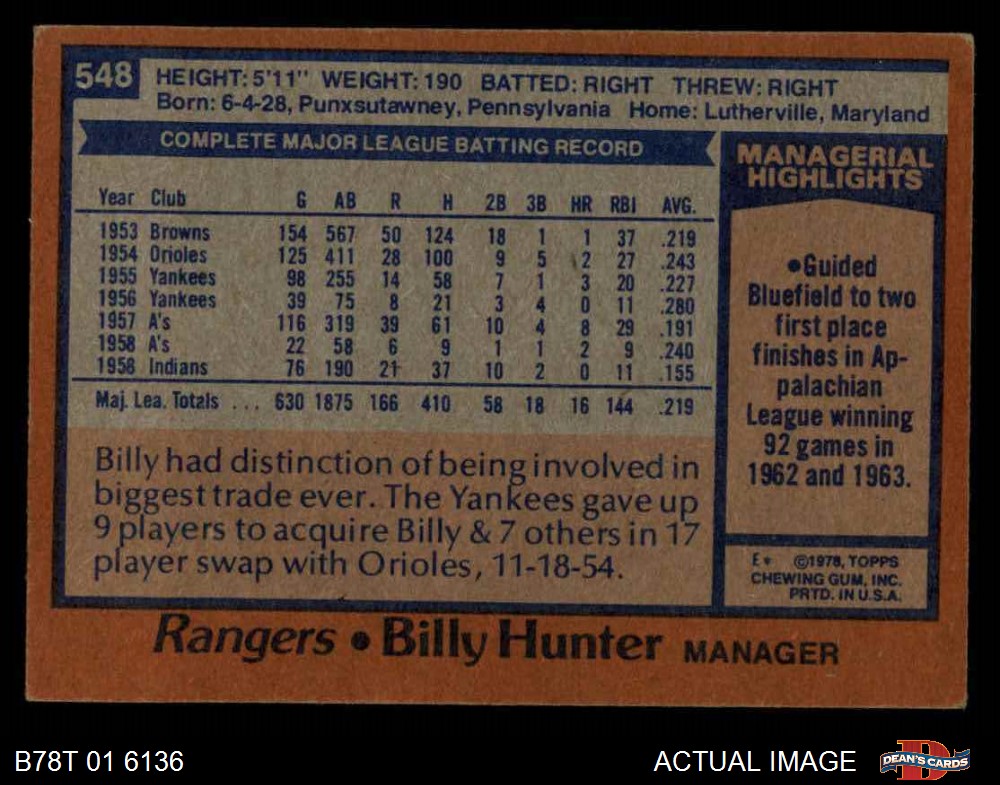 548
HEIGHT: 5'11" WEIGHT: 190 BATTED: RIGHT THREW: RIGHT
Born: 6-4-28, Punxsutawney, Pennsylvania Home: Lutherville, Maryland
COMPLETE MAJOR LEAGUE BATTING RECORD
Year Club G AB R H 2B 3B HR RBI AVG.
1953 Browns 154 567 50 124 18 1 1 37 .219
1954 Orioles 125 411 28 100 9 5 2 27 .243
1955 Yankees 98 255 14 58 7 1 3 20 .227
1956 Yankees 39 75 8 21 3 4 0 11 .280
1957 A's 116 319 39 61 10 4 8 29 .191
1958 A's 22 58 6 9 1 1 2 9 .240
1958 Indians 76 190 21 37 10 2 0 11 .155
Maj. Lea. Totals ... 630 1875 166 410 58 18 16 144 .219
Billy had distinction of being involved in
biggest trade ever. The Yankees gave up
9 players to acquire Billy & 7 others in 17
player swap with Orioles, 11-18-54.
MANAGERIAL
HIGHLIGHTS
●Guided
Bluefield to two
first place
finishes in Ap-
palachian
League winning
92 games in
1962 and 1963.
E* ©1978, TOPPS
CHEWING GUM, INC.
PRTD. IN U.S.A.
Rangers • Billy Hunter MANAGER
B78T 01 6136
ACTUAL IMAGE
DEAN'S CARDS